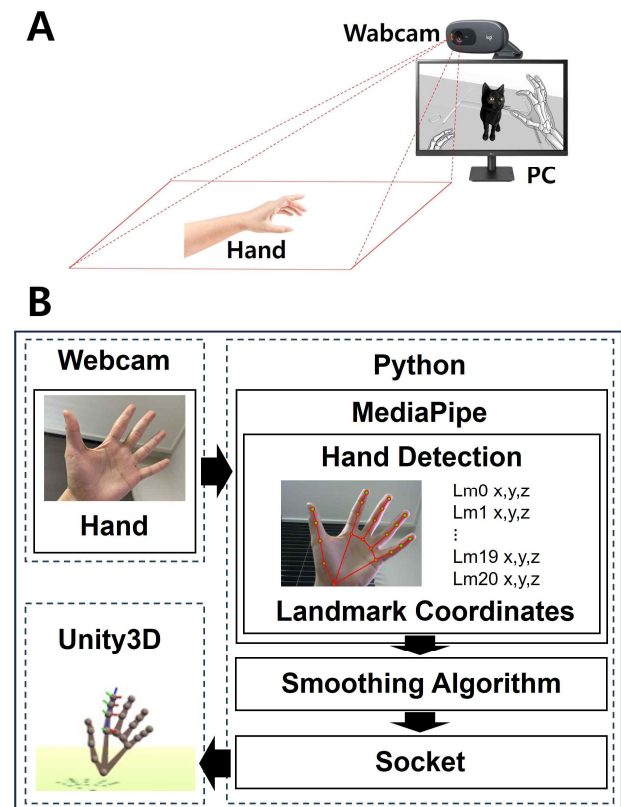 A
Wabcam
logi
PC
Hand
B
Webcam
Hand
Python
MediaPipe
Hand Detection
Lm0 x,y,z
Lm1 x,y,z
⋮
Lm19 x,y,z
Lm20 x,y,z
Landmark Coordinates
Smoothing Algorithm
Socket
Unity3D